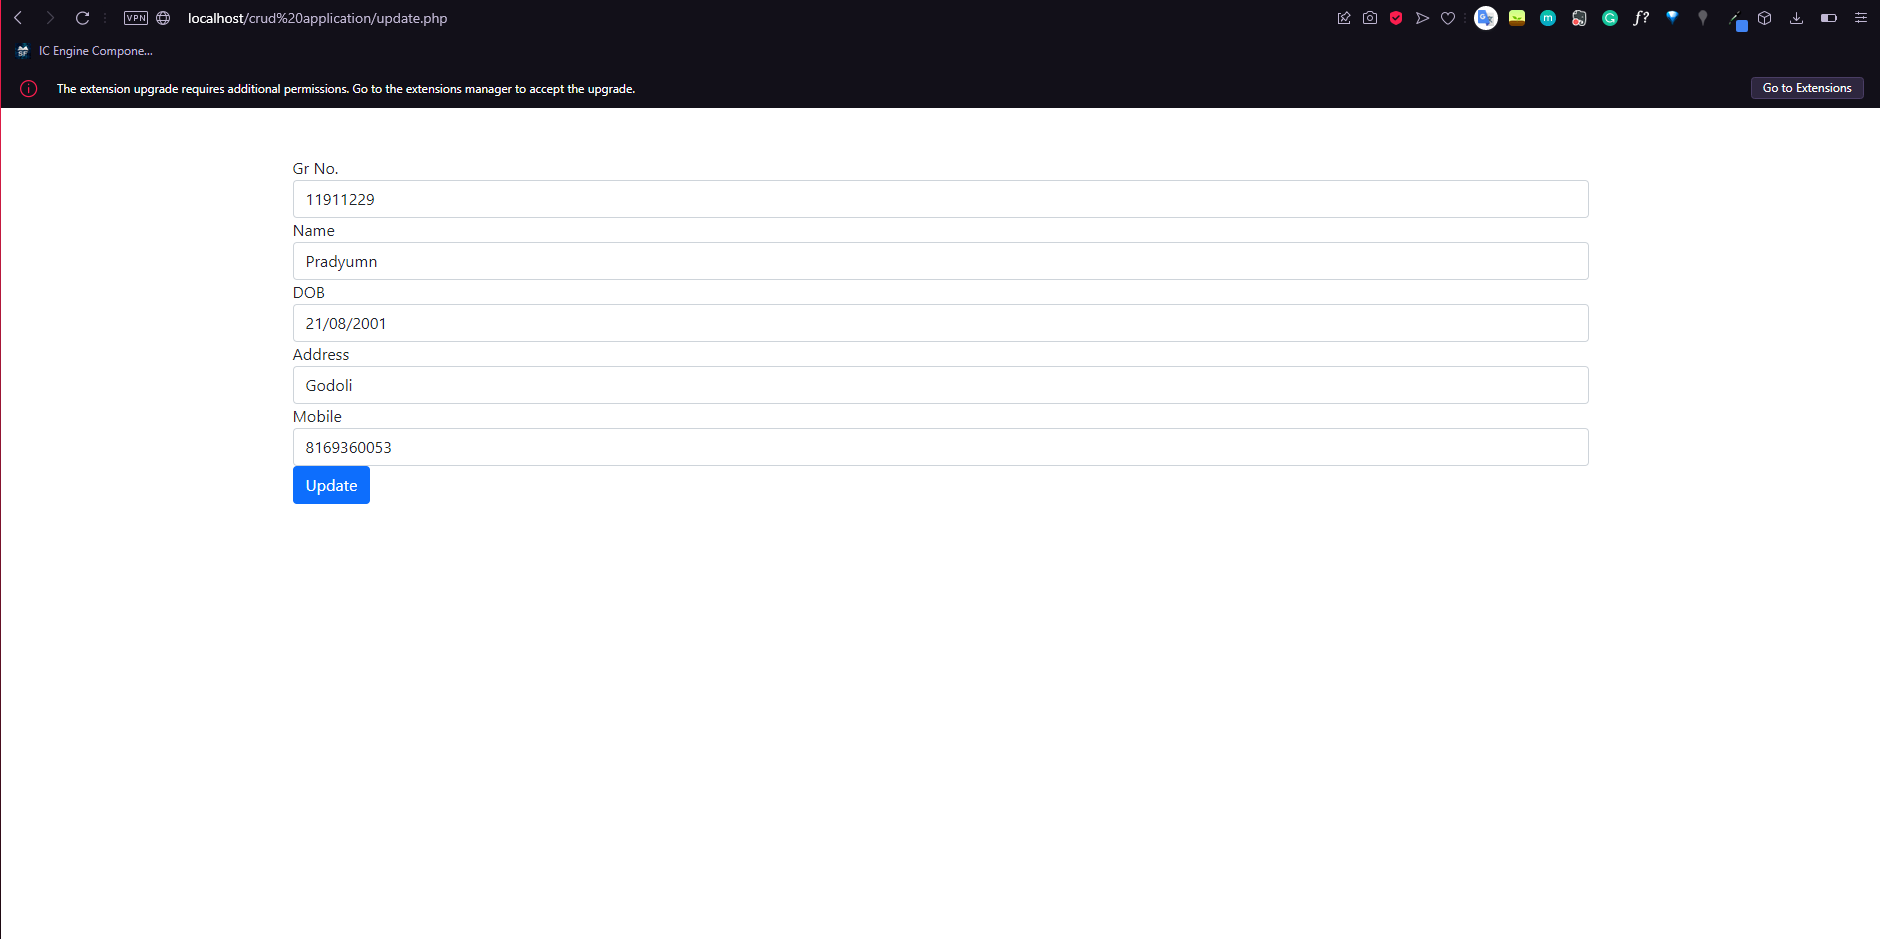 VPN localhost/crud%20application/update.php
IC Engine Compone...
The extension upgrade requires additional permissions. Go to the extensions manager to accept the upgrade. Go to Extensions
Gr No.
11911229
Name
Pradyumn
DOB
21/08/2001
Address
Godoli
Mobile
8169360053
Update